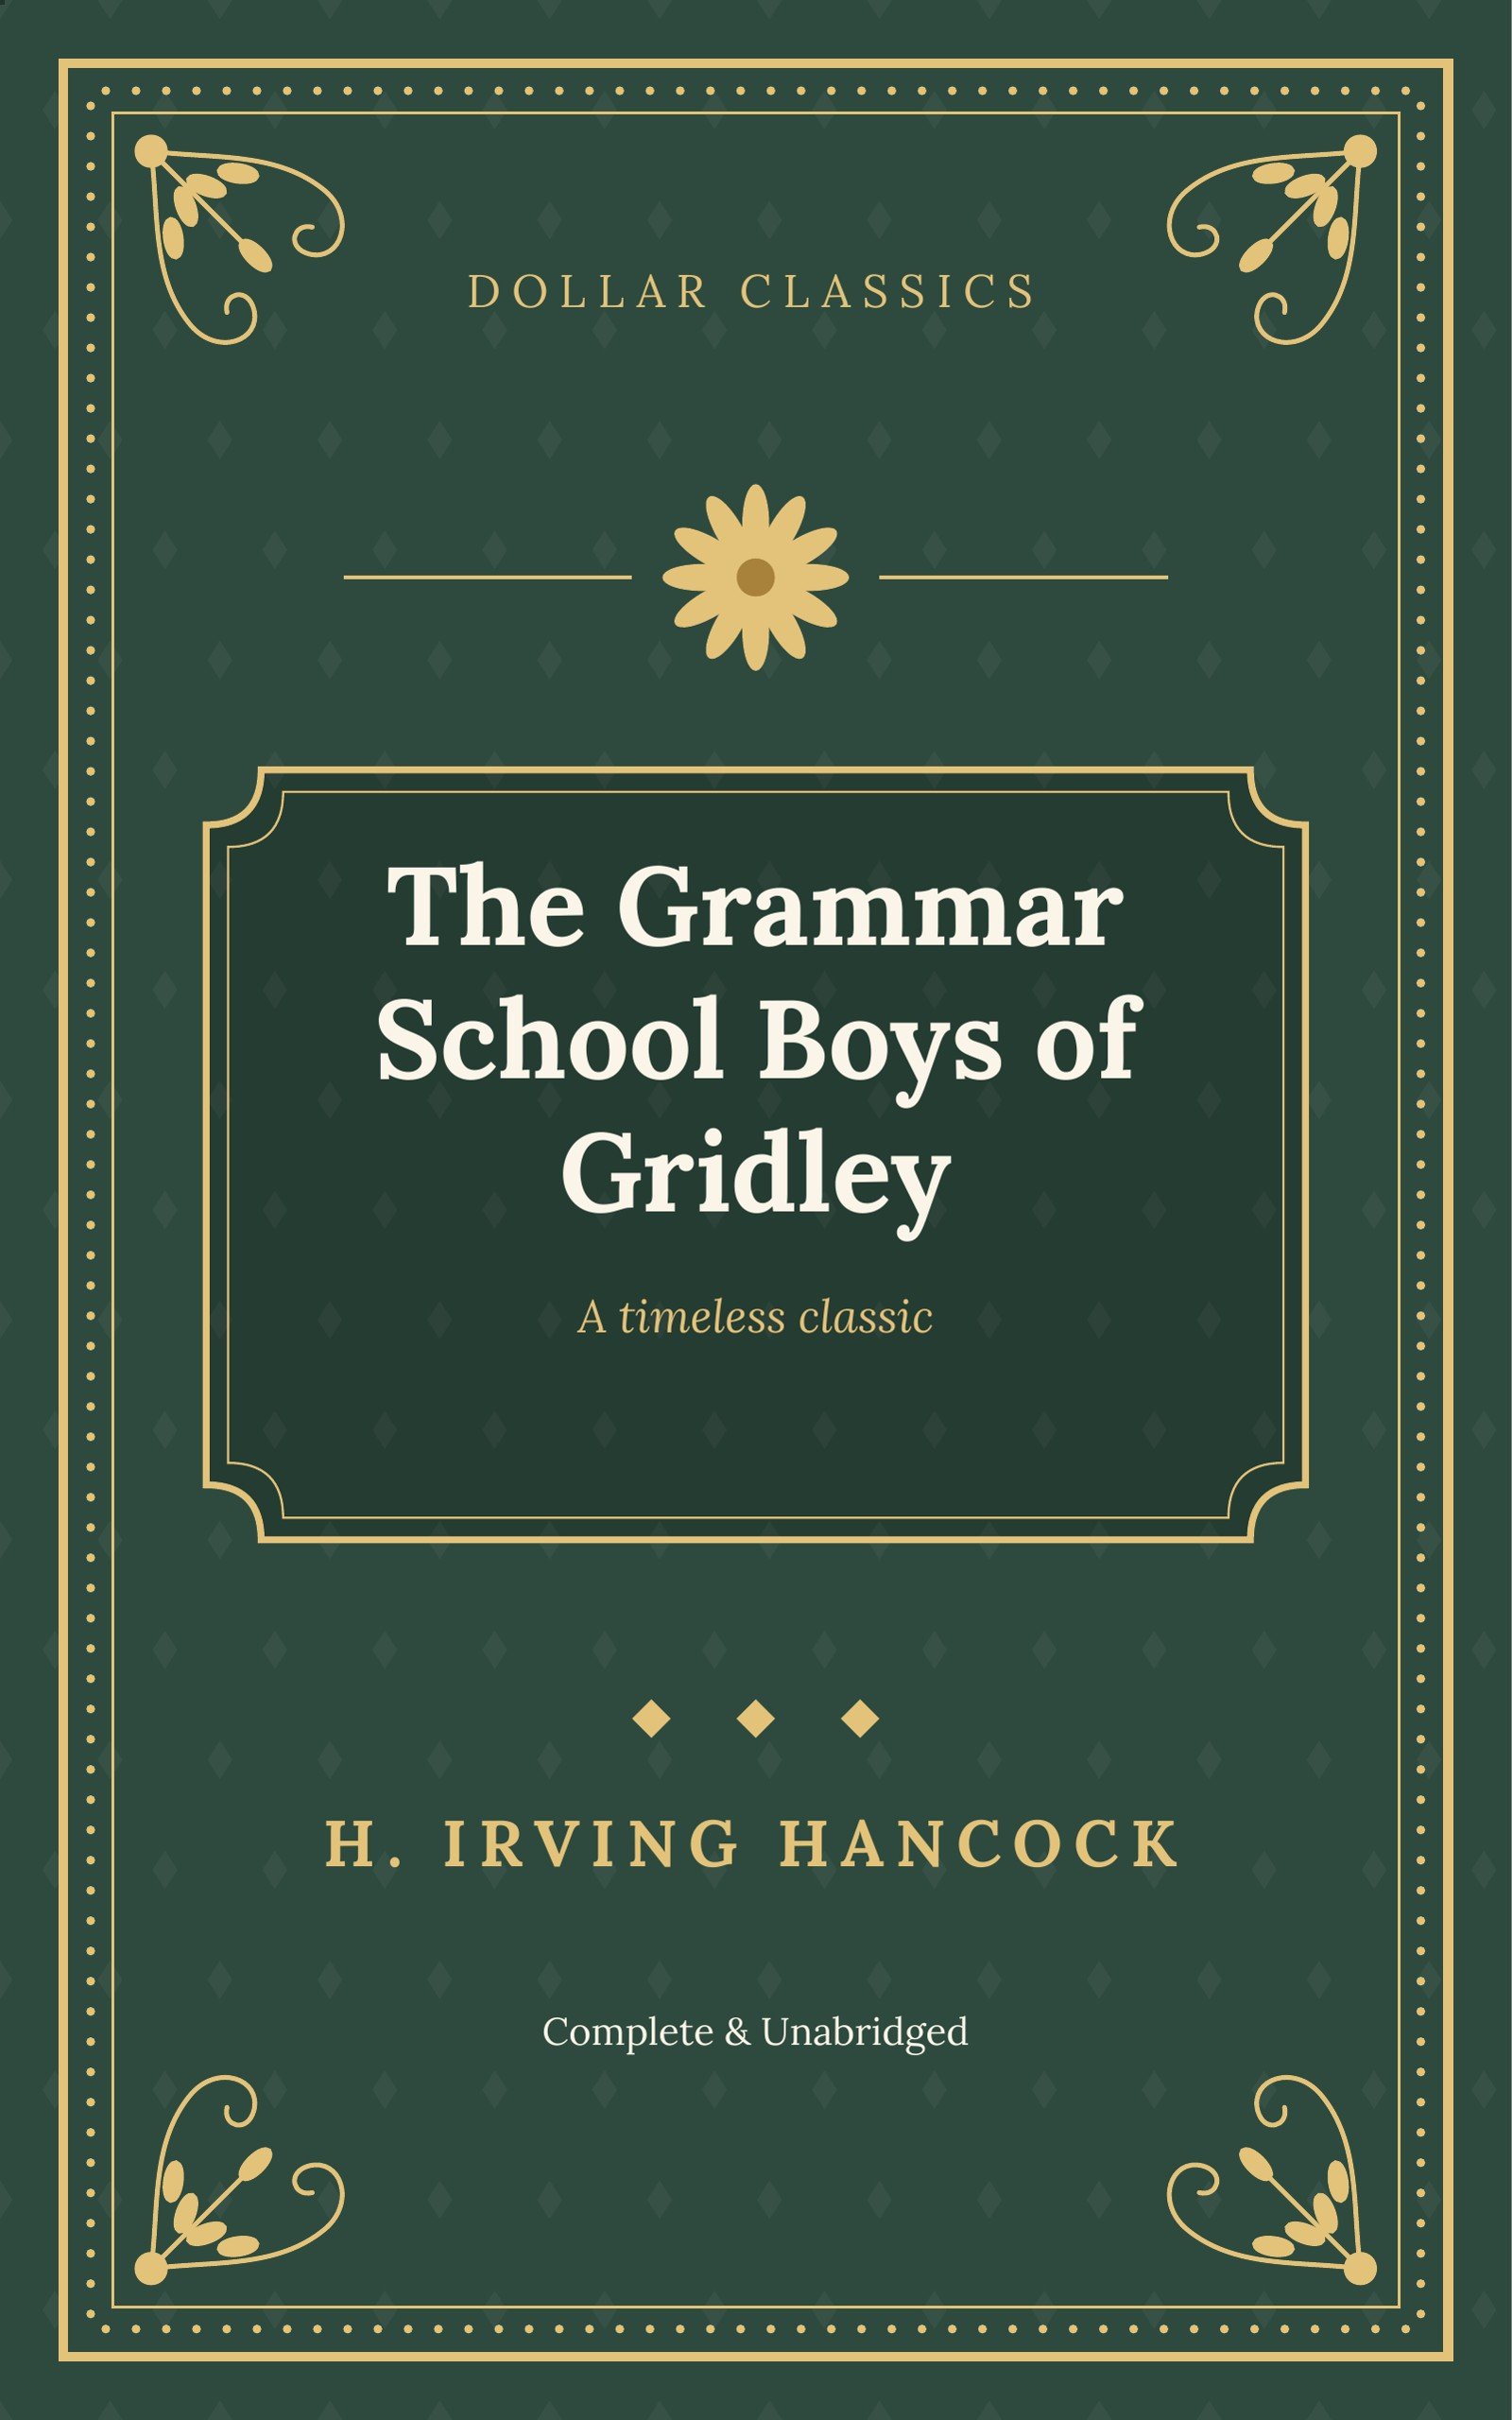 DOLLAR CLASSICS
The Grammar
School Boys of
Gridley
A timeless classic
H. IRVING HANCOCK
Complete & Unabridged